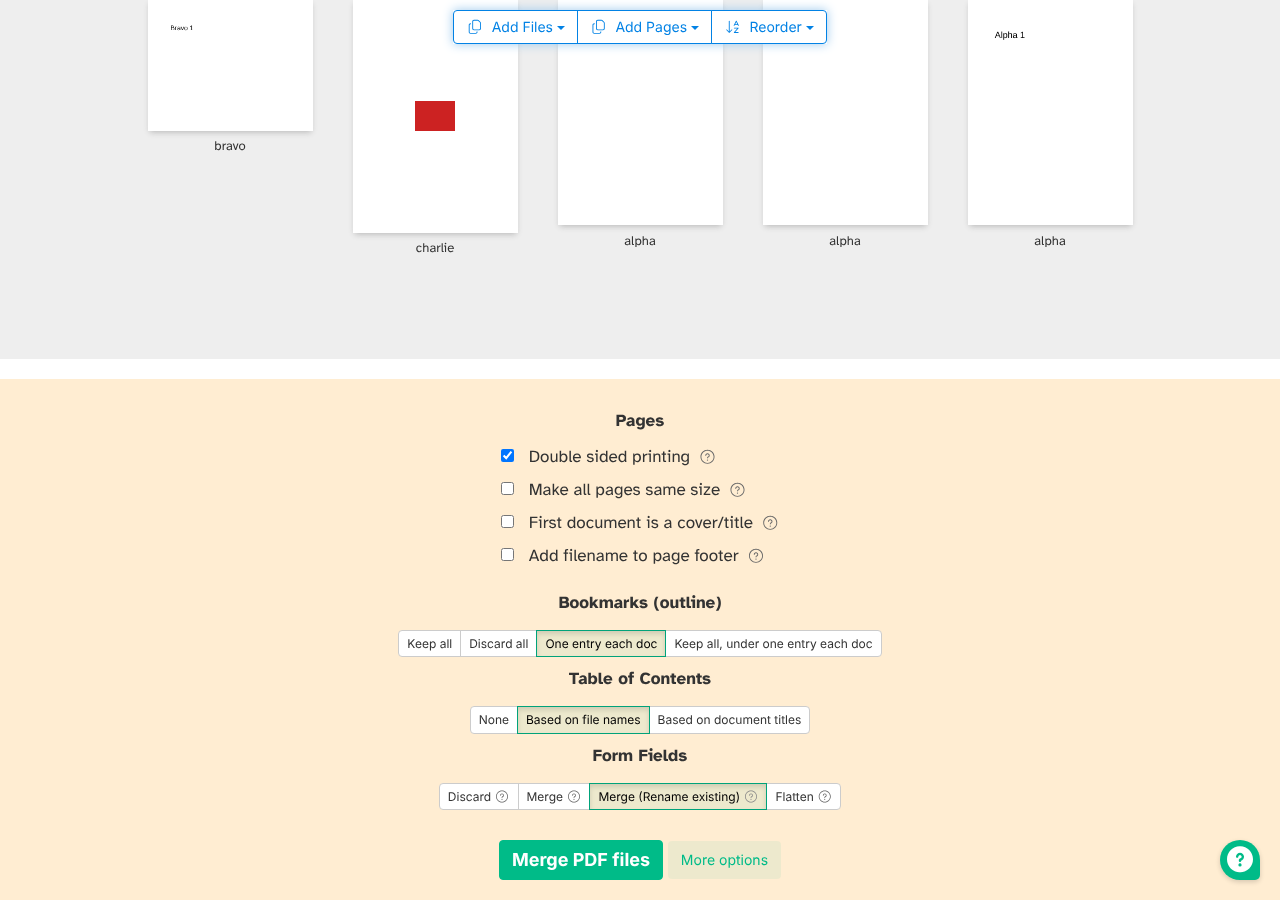 Add Files
Add Pages
Reorder
Bravo 1
Alpha 1
bravo
charlie
alpha
alpha
alpha
Pages
Double sided printing
Make all pages same size
First document is a cover/title
Add filename to page footer
Bookmarks (outline)
Keep all
Discard all
One entry each doc
Keep all, under one entry each doc
Table of Contents
None
Based on file names
Based on document titles
Form Fields
Discard
Merge
Merge (Rename existing)
Flatten
Merge PDF files
More options